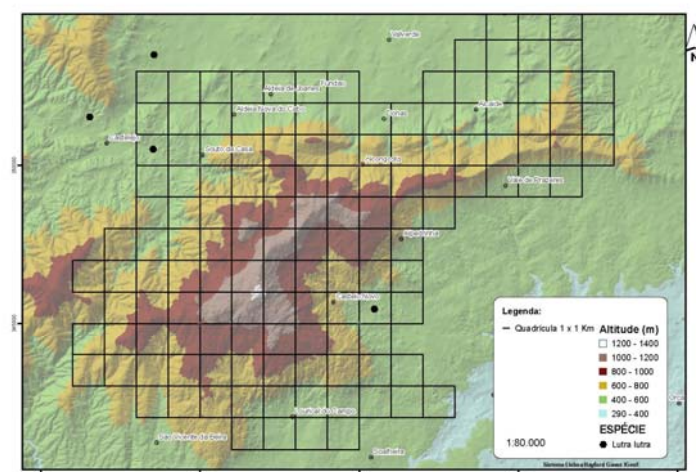 Valverde
N
Fundão
Aldeia de Joanes
Aldeia Nova do Cabo
Donas
Alcaide
Castelejo
Souto da Casa
Alcongosta
Vale de Prazeres
Alpedrinha
Castelo Novo
Legenda:
Quadrícula 1 x 1 Km
Altitude (m)
1200 - 1400
1000 - 1200
800 - 1000
600 - 800
400 - 600
290 - 400
ESPÉCIE
Lutra lutra
1:80.000
Louriçal do Campo
São Vicente da Beira
Soalheira